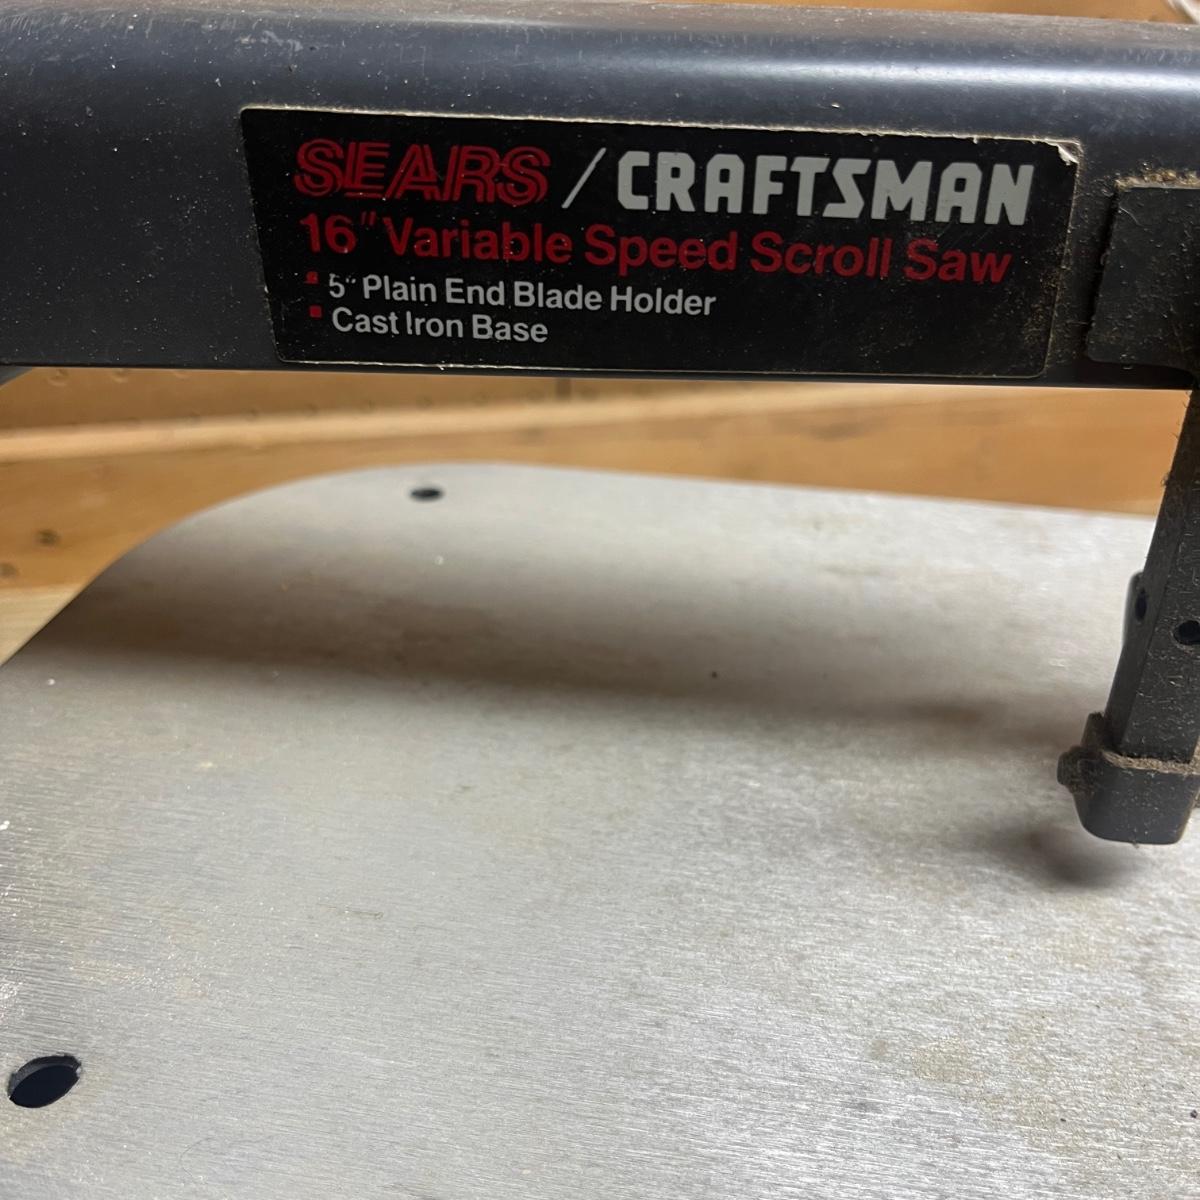 SEARS / CRAFTSMAN
16" Variable Speed Scroll Saw
▪ 5" Plain End Blade Holder
▪ Cast Iron Base